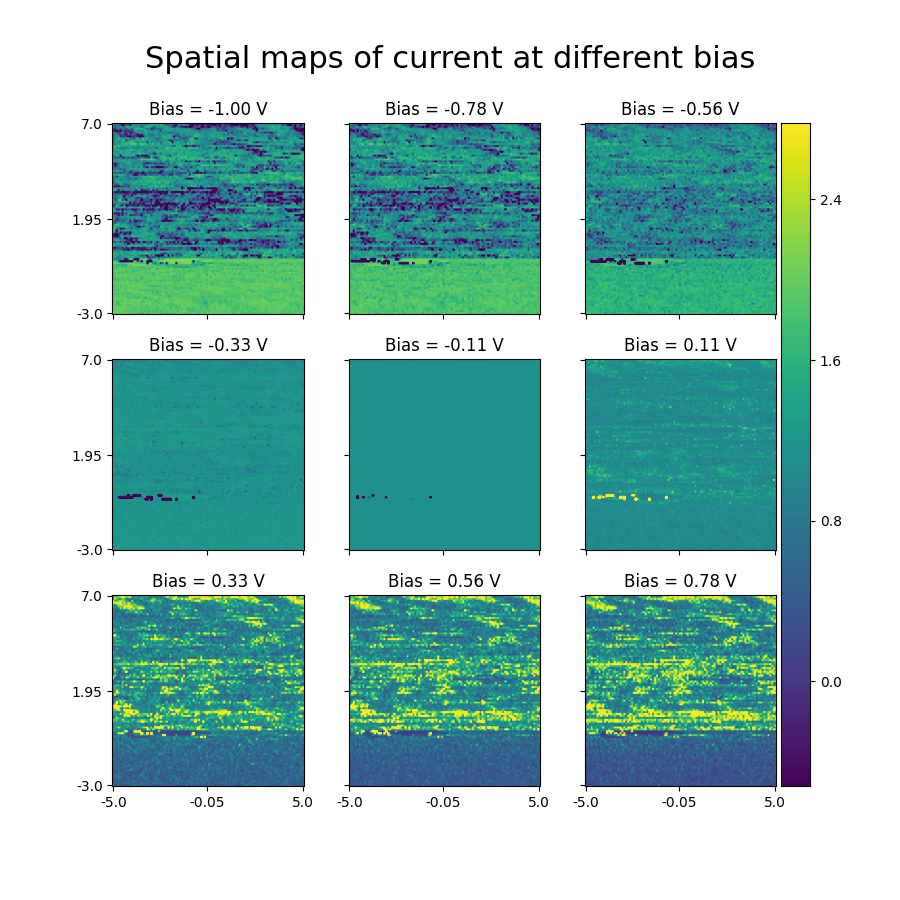 Spatial maps of current at different bias
Bias = -1.00 V
Bias = -0.78 V
Bias = -0.56 V
7.0
1.95
-3.0
2.4
1.6
0.8
0.0
Bias = -0.33 V
Bias = -0.11 V
Bias = 0.11 V
7.0
1.95
-3.0
Bias = 0.33 V
Bias = 0.56 V
Bias = 0.78 V
7.0
1.95
-3.0
-5.0 -0.05 5.0
-5.0 -0.05 5.0
-5.0 -0.05 5.0